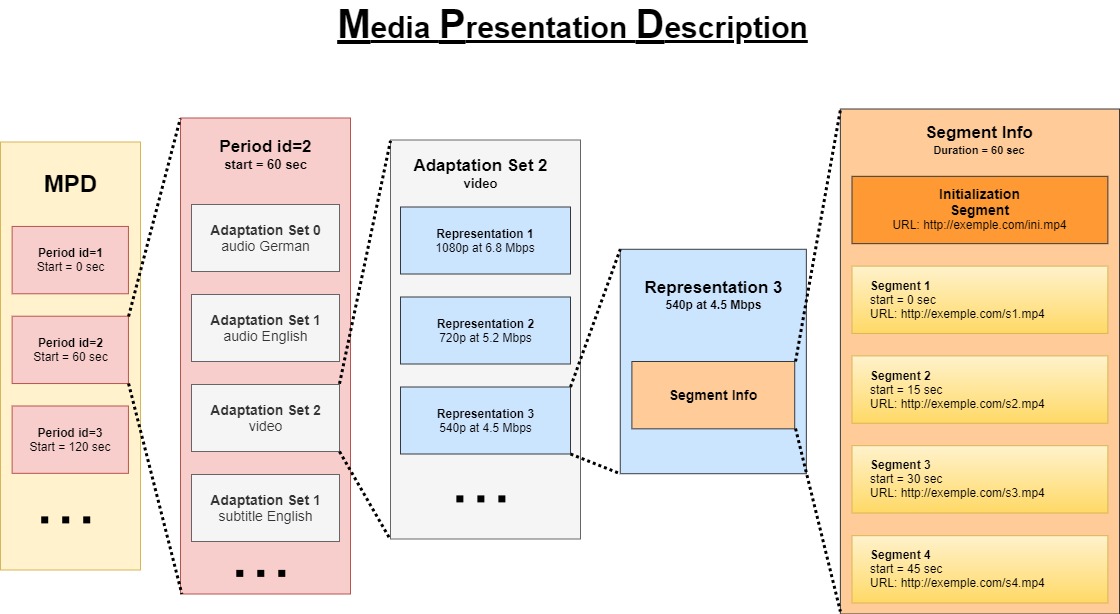 Media Presentation Description
MPD
Period id=1
Start = 0 sec
Period id=2
Start = 60 sec
Period id=3
Start = 120 sec
...
Period id=2
start = 60 sec
Adaptation Set 0
audio German
Adaptation Set 1
audio English
Adaptation Set 2
video
Adaptation Set 1
subtitle English
...
Adaptation Set 2
video
Representation 1
1080p at 6.8 Mbps
Representation 2
720p at 5.2 Mbps
Representation 3
540p at 4.5 Mbps
...
Representation 3
540p at 4.5 Mbps
Segment Info
Segment Info
Duration = 60 sec
Initialization
Segment
URL: http://exemple.com/ini.mp4
Segment 1
start = 0 sec
URL: http://exemple.com/s1.mp4
Segment 2
start = 15 sec
URL: http://exemple.com/s2.mp4
Segment 3
start = 30 sec
URL: http://exemple.com/s3.mp4
Segment 4
start = 45 sec
URL: http://exemple.com/s4.mp4